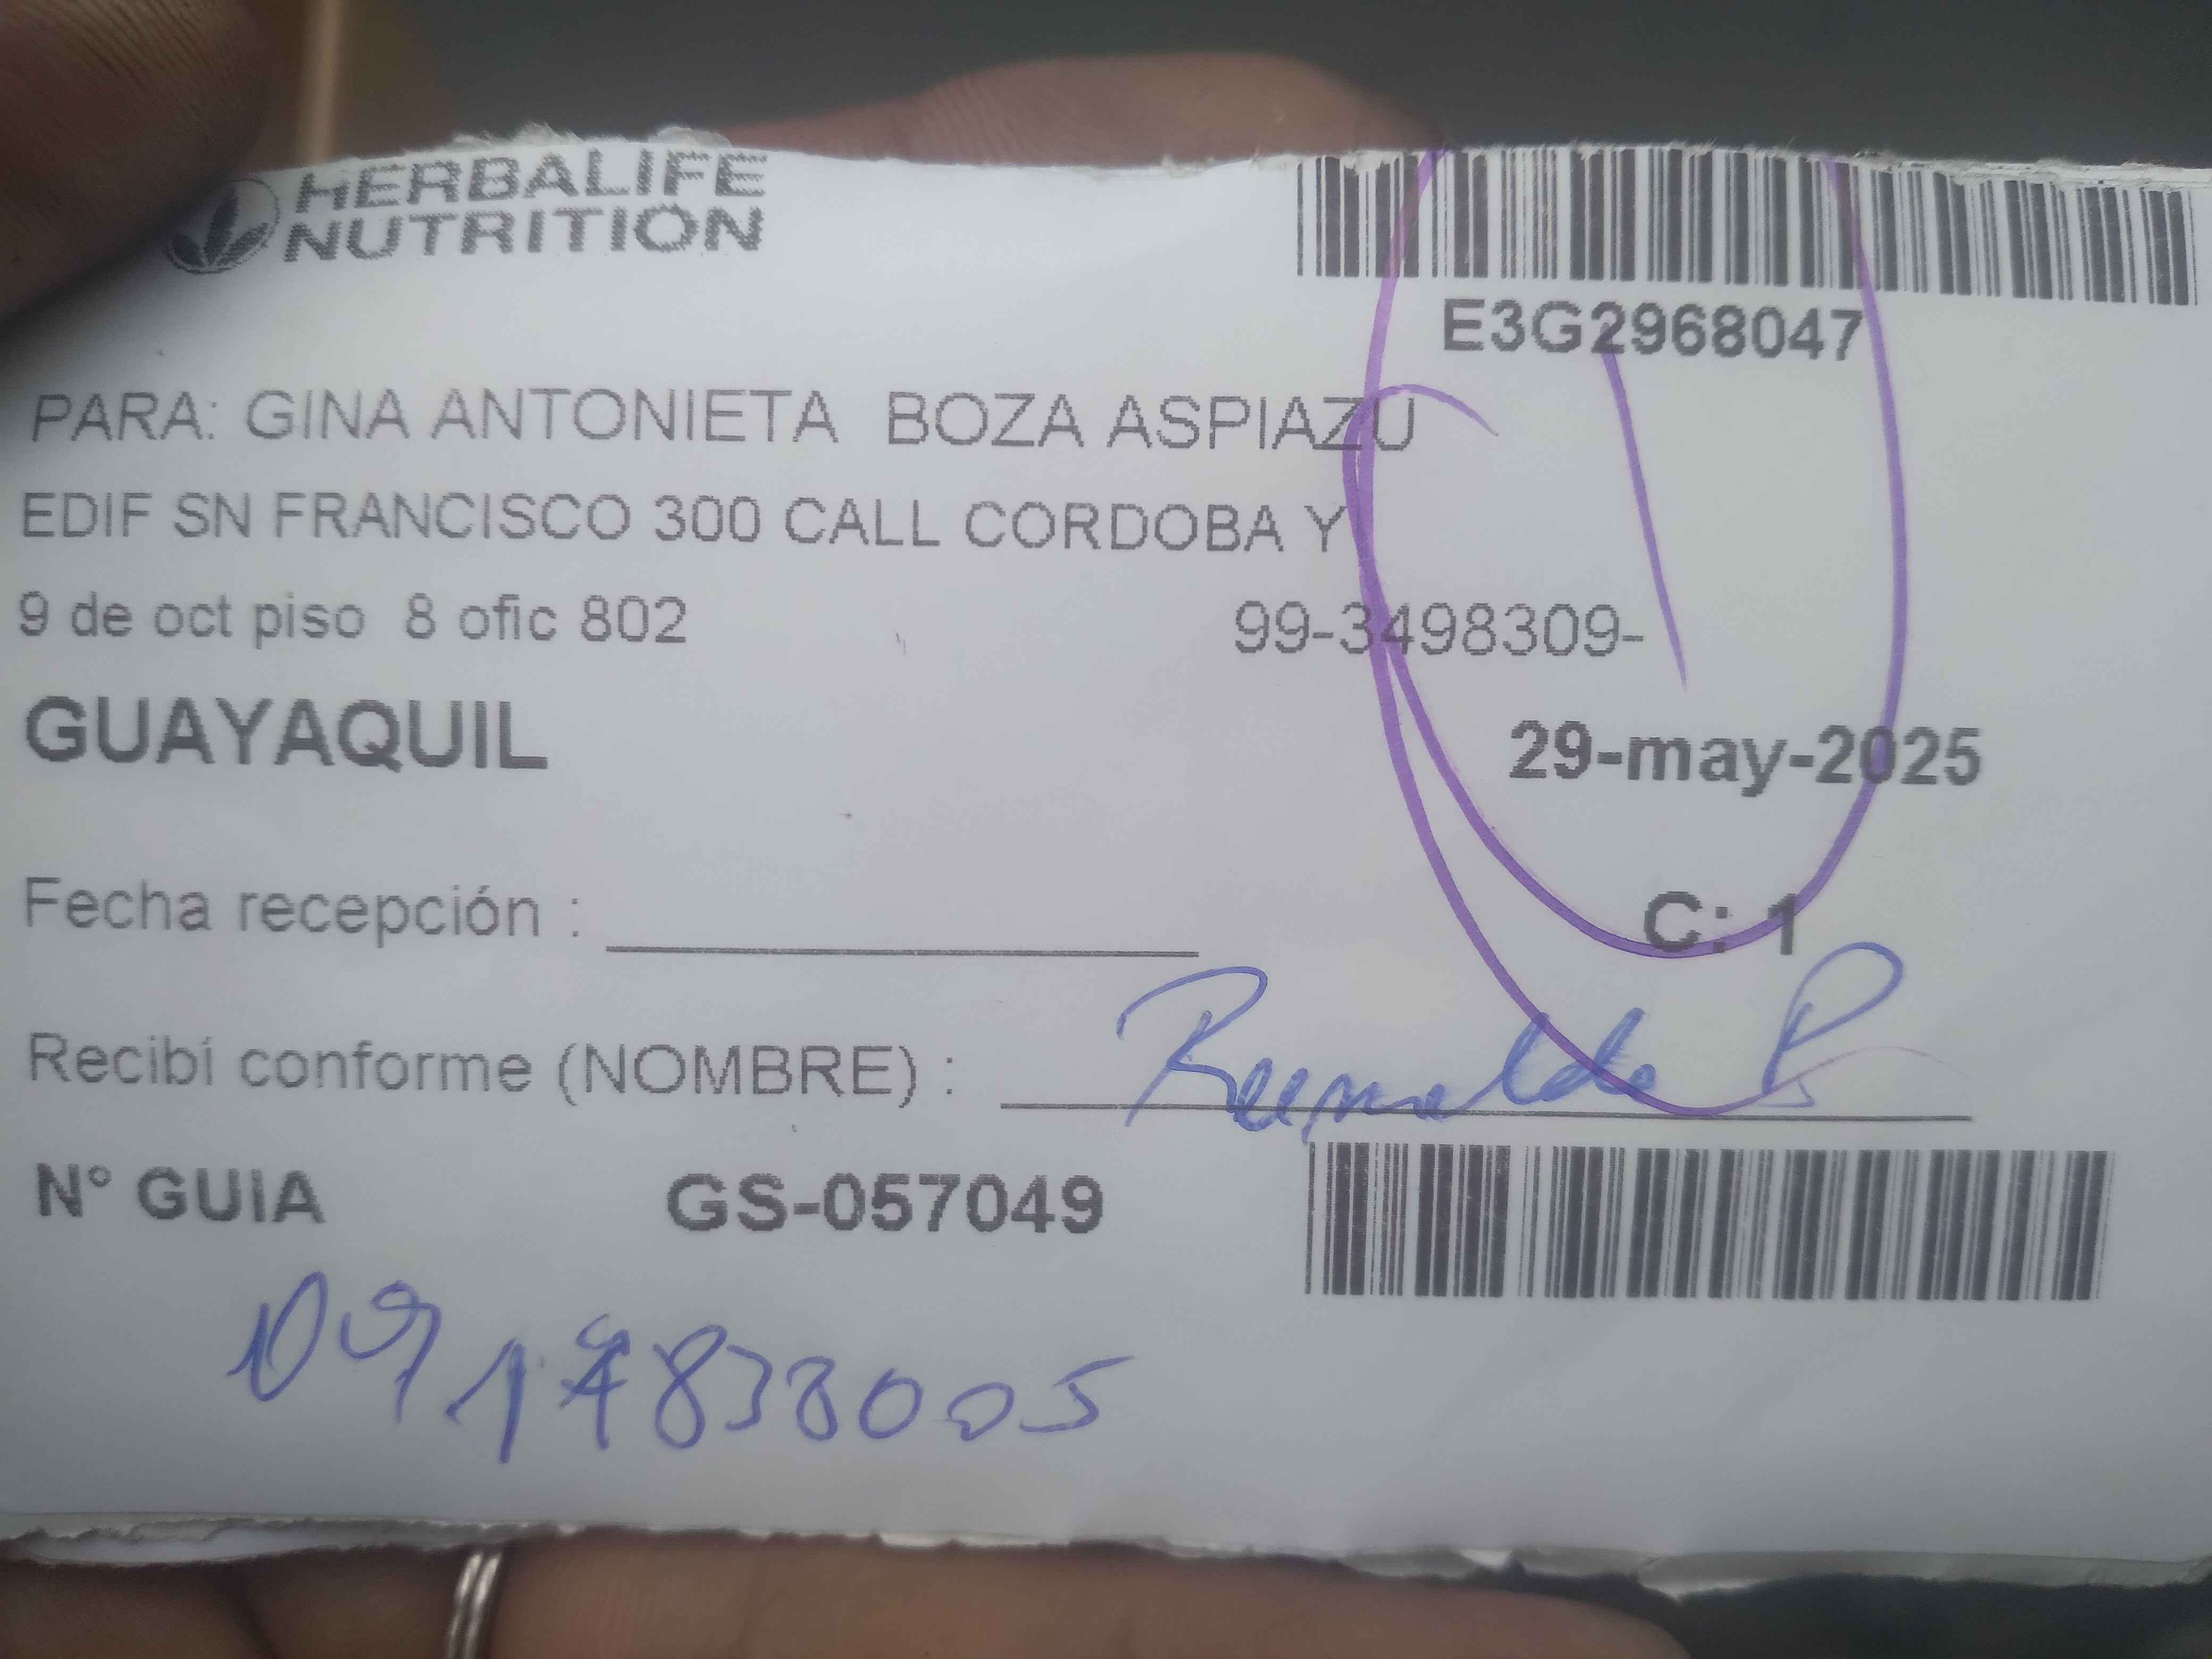 HERBALIFE
NUTRITION
E3G2968047
PARA: GINA ANTONIETA BOZA ASPIAZU
EDIF SN FRANCISCO 300 CALL CORDOBA Y
9 de oct piso 8 ofic 802 99-3498309-
GUAYAQUIL
29-may-2025
Fecha recepción :
C: 1
Recibí conforme (NOMBRE) :
N° GUIA GS-057049